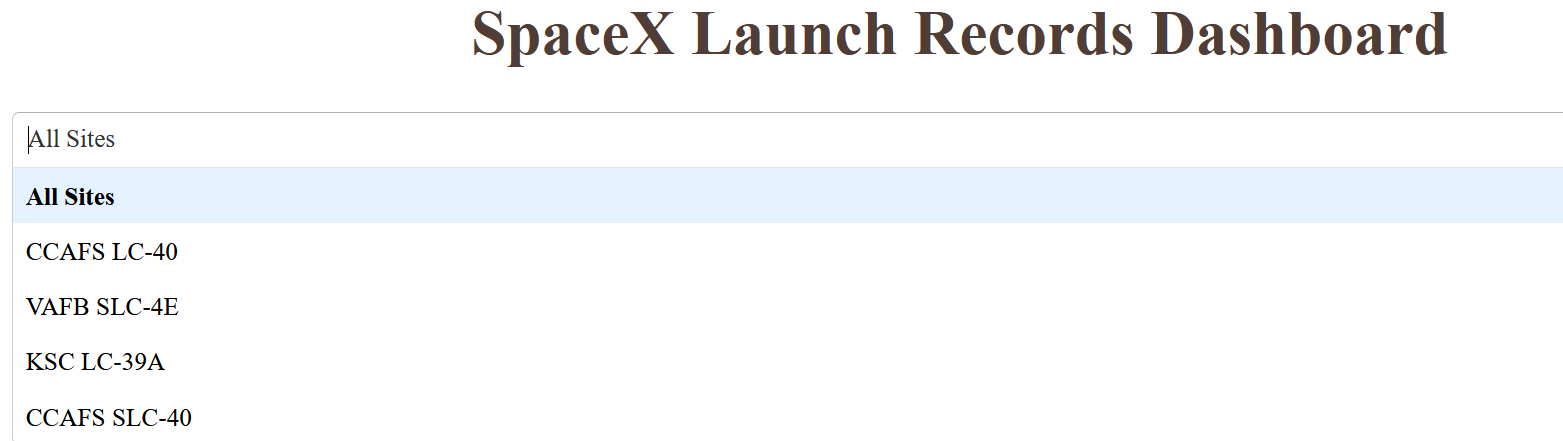 SpaceX Launch Records Dashboard
All Sites
All Sites
CCAFS LC-40
VAFB SLC-4E
KSC LC-39A
CCAFS SLC-40